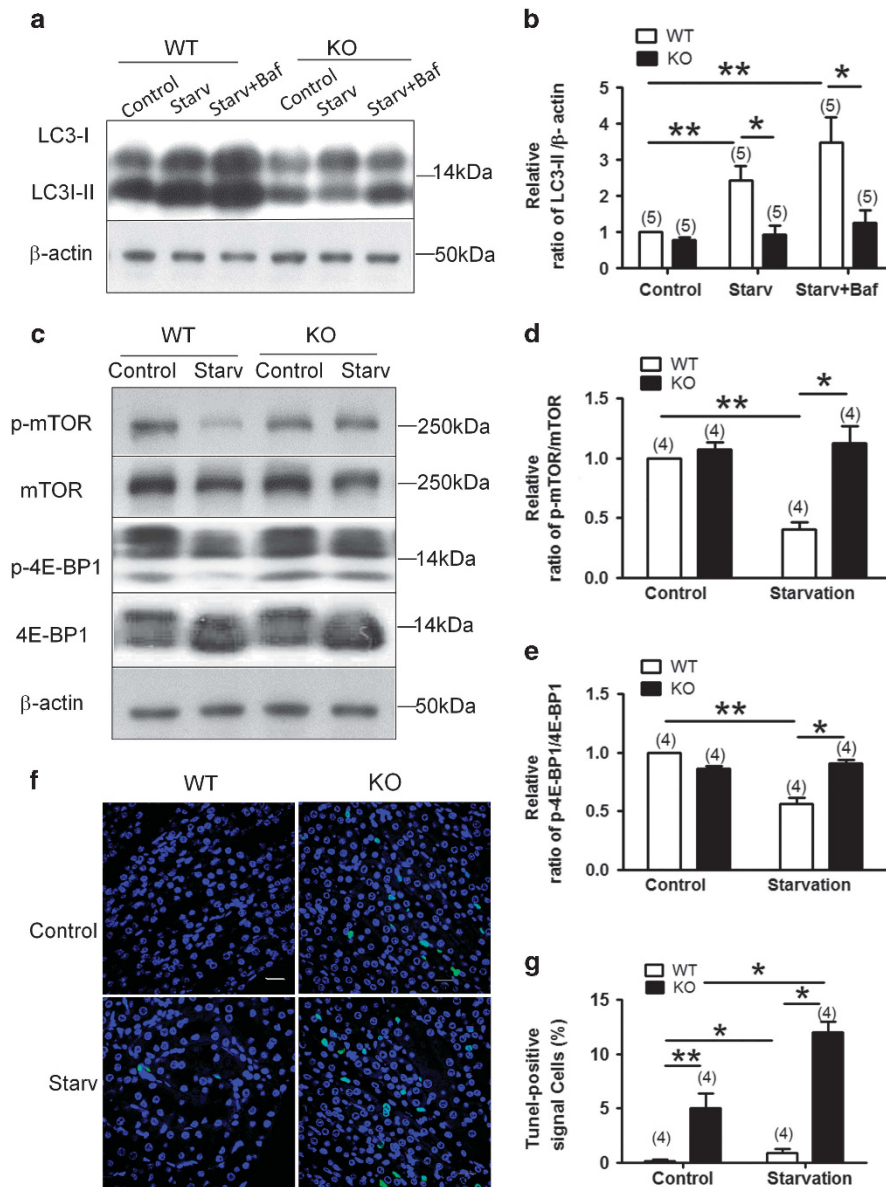 a
WT
KO
Control
Starv
Starv+Baf
Control
Starv
Starv+Baf
LC3-I
14kDa
LC3I-II
β-actin
50kDa
b
WT
KO
Relative
ratio of LC3-II /β- actin
5
4
3
2
1
0
**
*
**
*
(5)
(5)
(5)
(5)
(5)
(5)
Control
Starv
Starv+Baf
c
WT
KO
Control
Starv
Control
Starv
p-mTOR
250kDa
mTOR
250kDa
p-4E-BP1
14kDa
4E-BP1
14kDa
β-actin
50kDa
d
WT
KO
Relative
ratio of p-mTOR/mTOR
1.5
1.0
0.5
0.0
**
*
(4)
(4)
(4)
(4)
Control
Starvation
e
WT
KO
Relative
ratio of p-4E-BP1/4E-BP1
1.5
1.0
0.5
0.0
**
*
(4)
(4)
(4)
(4)
Control
Starvation
f
WT
KO
Control
Starv
g
WT
KO
Tunel-positive
signal Cells (%)
15
10
5
0
*
*
*
**
(4)
(4)
(4)
(4)
Control
Starvation